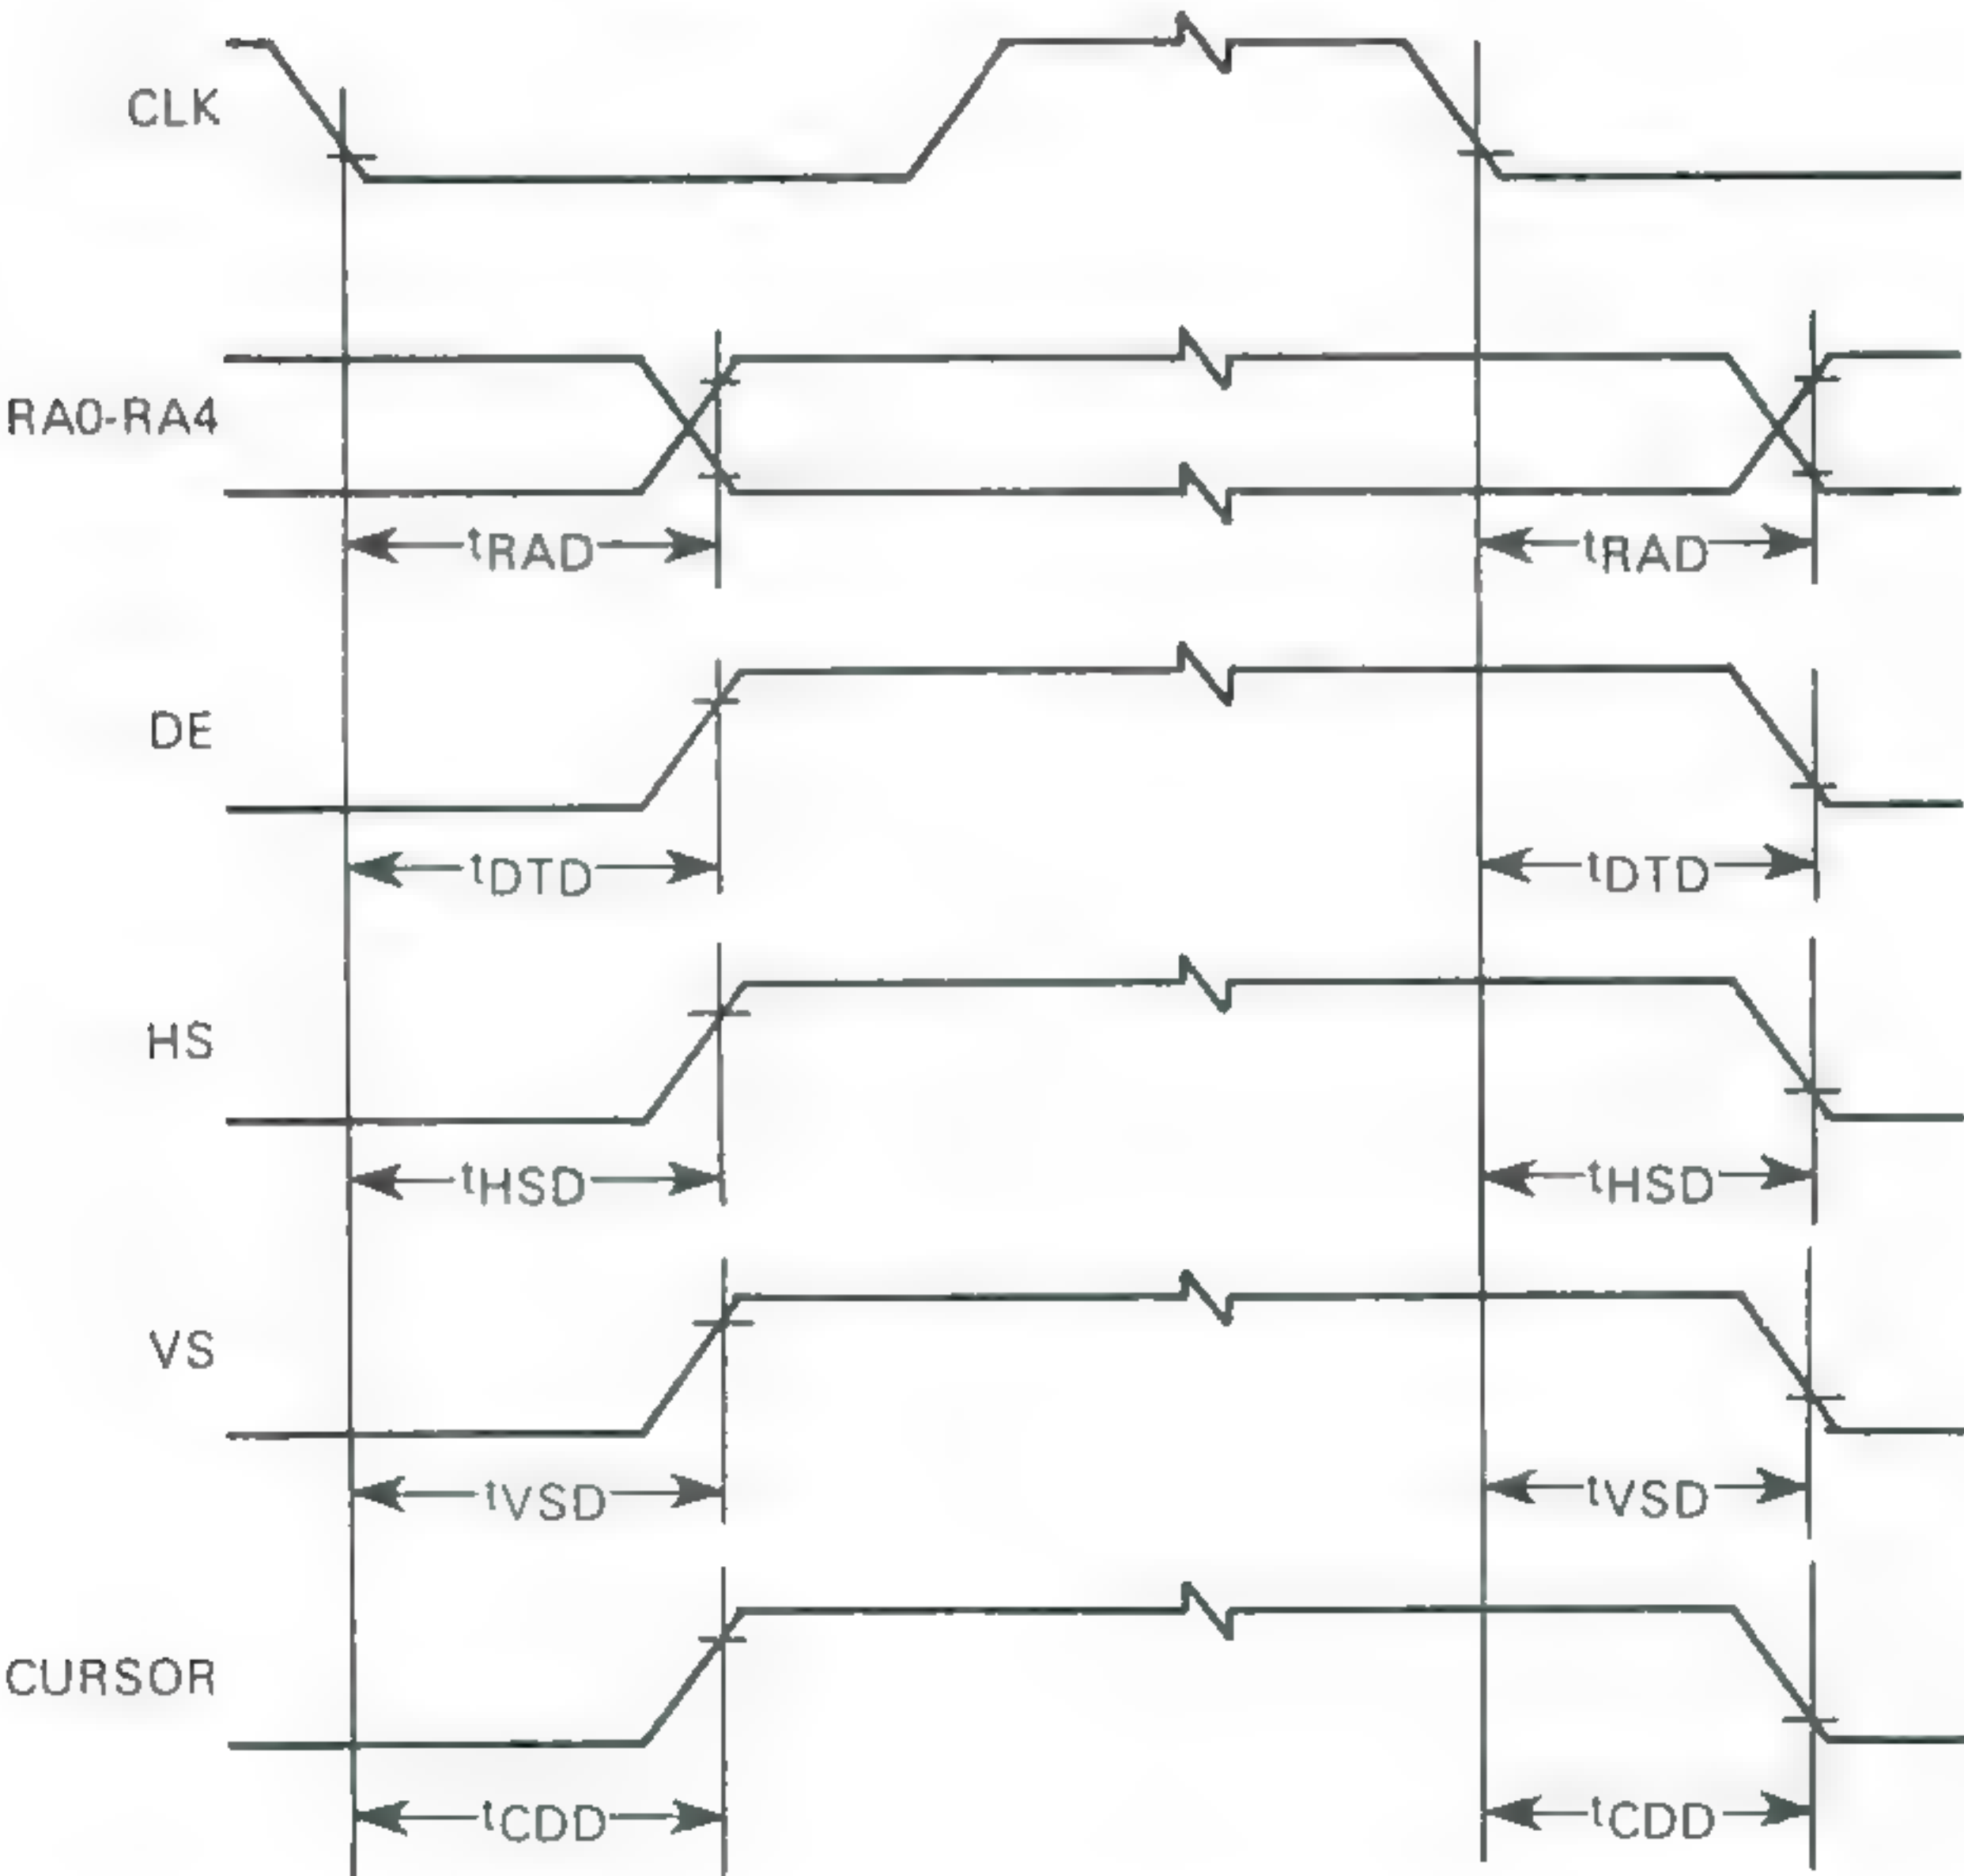 CLK
RA0-RA4
tRAD tRAD
DE
tDTD tDTD
HS
tHSD tHSD
VS
tVSD tVSD
CURSOR
tCDD tCDD